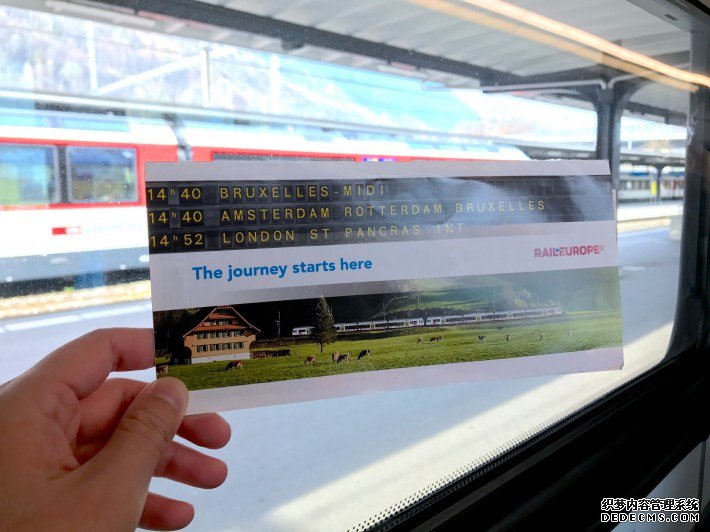 14h40 BRUXELLES-MIDI
14h40 AMSTERDAM ROTTERDAM BRUXELLES
14h52 LONDON ST PANCRAS INT
The journey starts here
RAILEUROPE
织梦内容管理系统
DEDECMS.COM